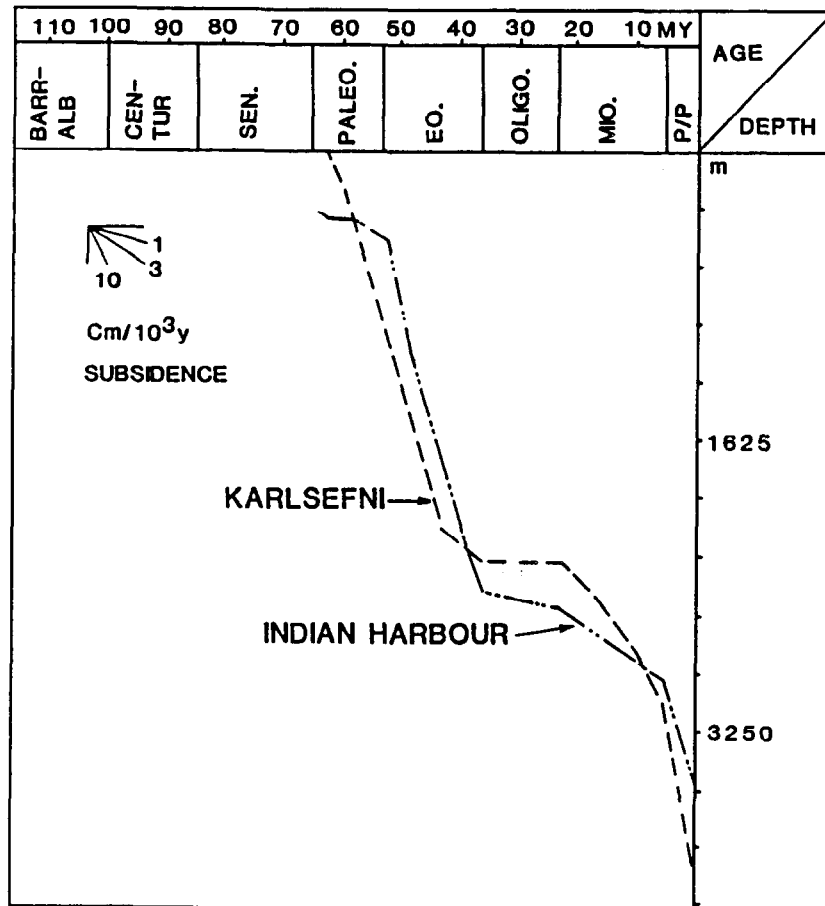 110 100 90 80 70 60 50 40 30 20 10 MY
AGE
DEPTH
BARR-
ALB
CEN-
TUR
SEN.
PALEO.
EO.
OLIGO.
MIO.
P/P
m
1
3
10
Cm/10³y
SUBSIDENCE
1625
KARLSEFNI
INDIAN HARBOUR
3250